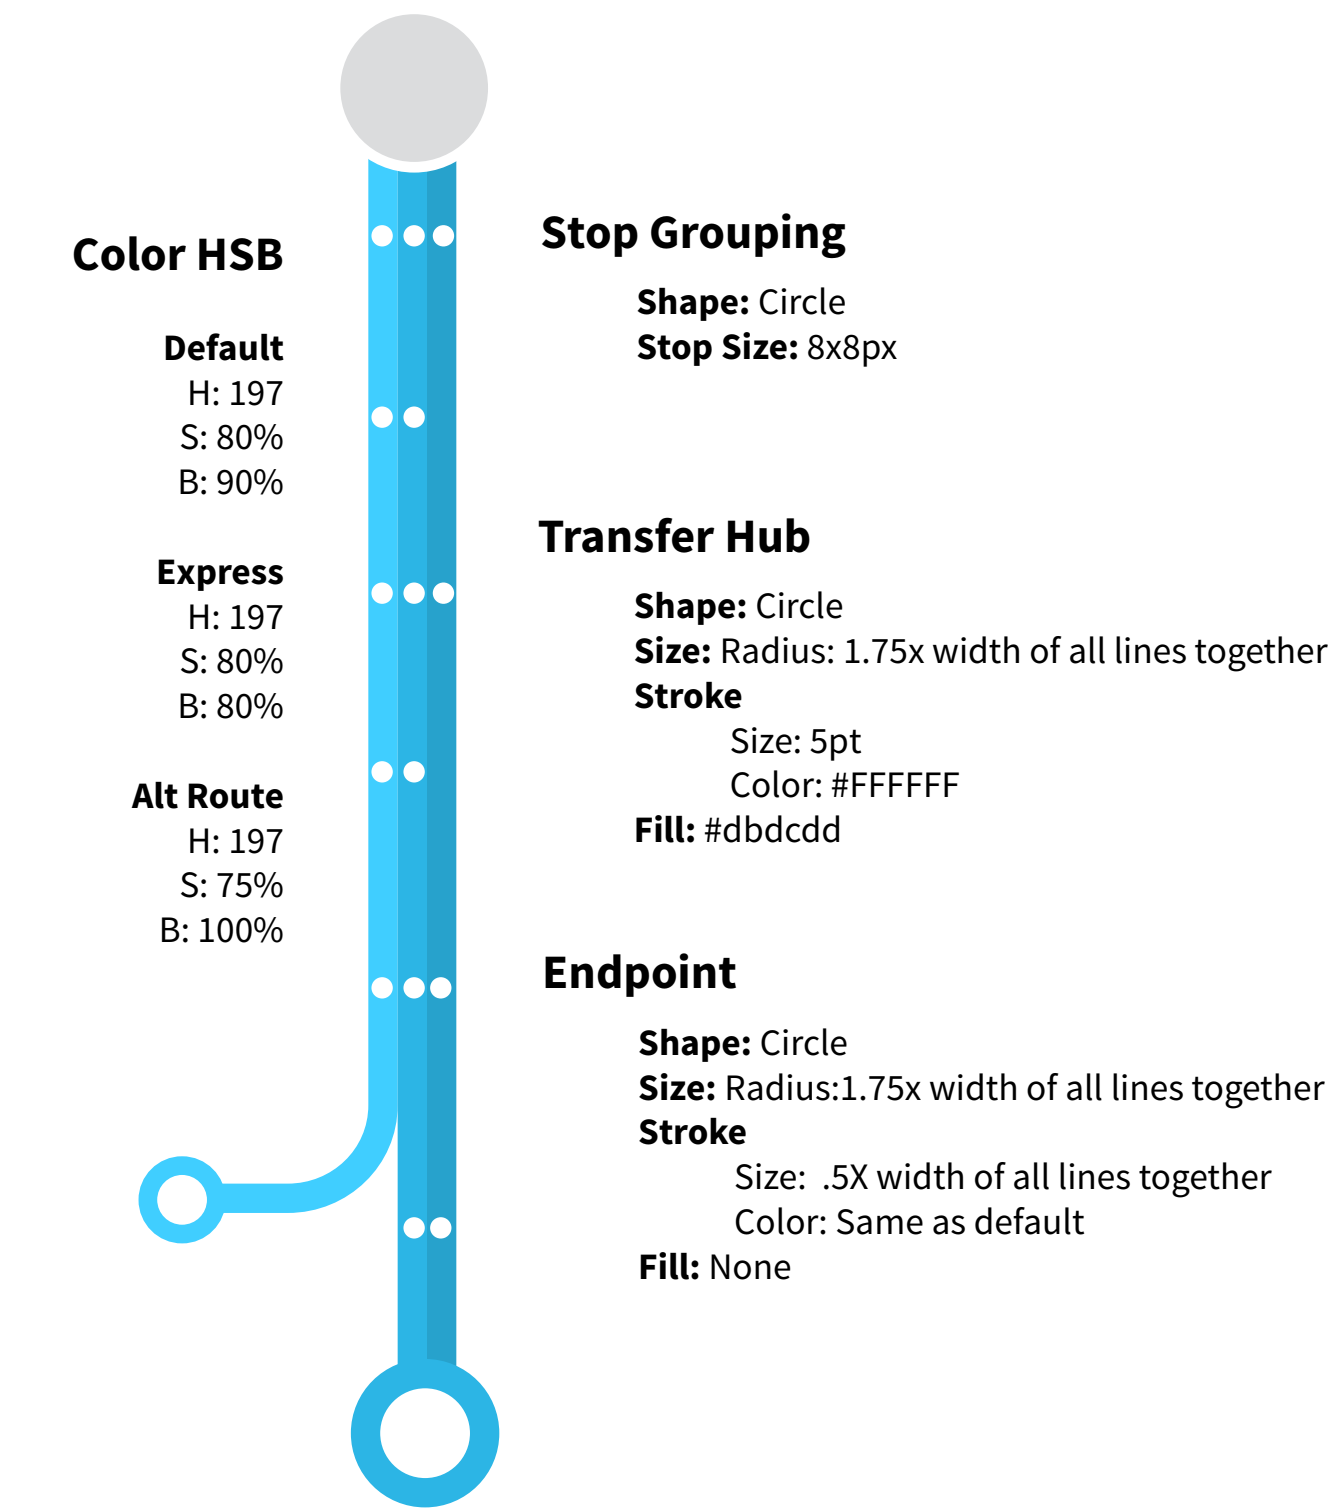 Color HSB
Default
H: 197
S: 80%
B: 90%
Express
H: 197
S: 80%
B: 80%
Alt Route
H: 197
S: 75%
B: 100%
Stop Grouping
Shape: Circle
Stop Size: 8x8px
Transfer Hub
Shape: Circle
Size: Radius: 1.75x width of all lines together
Stroke
Size: 5pt
Color: #FFFFFF
Fill: #dbdcdd
Endpoint
Shape: Circle
Size: Radius:1.75x width of all lines together
Stroke
Size:  .5X width of all lines together
Color: Same as default
Fill: None